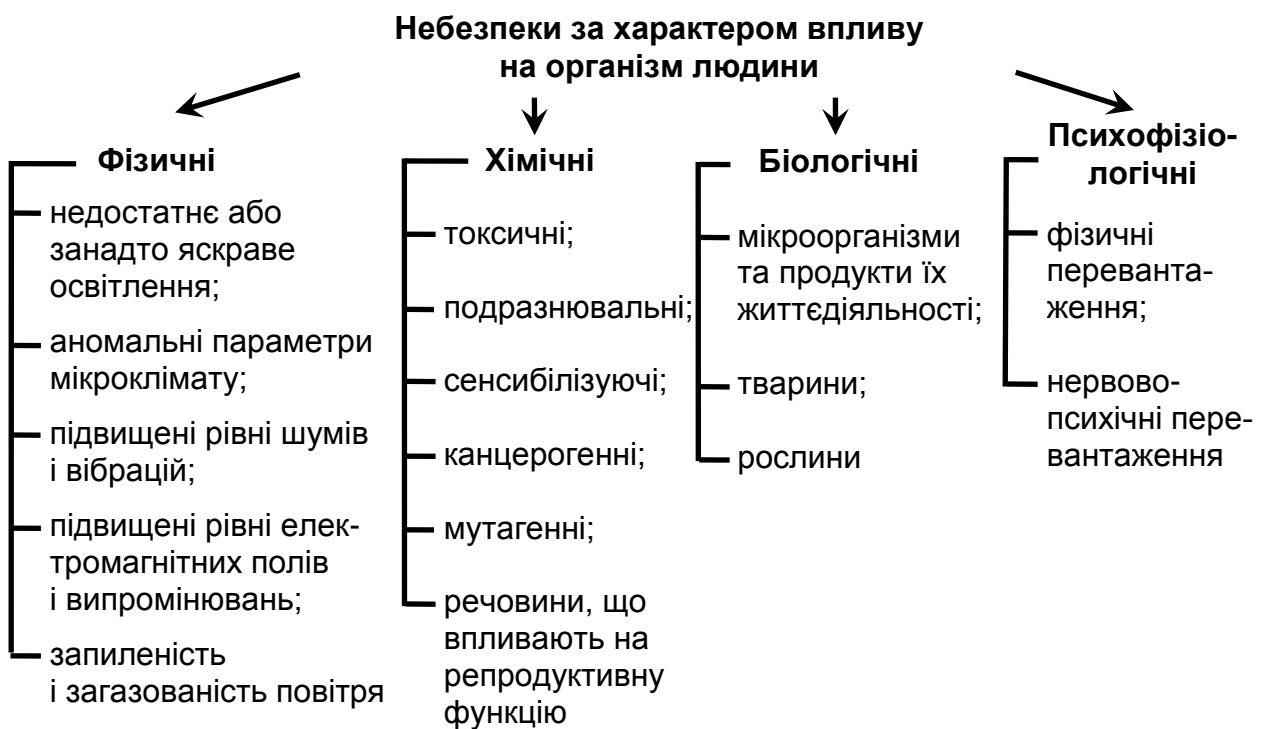 Небезпеки за характером впливу
на організм людини
Фізичні
недостатнє або
занадто яскраве
освітлення;
аномальні параметри
мікроклімату;
підвищені рівні шумів
і вібрацій;
підвищені рівні елек-
тромагнітних полів
і випромінювань;
запиленість
і загазованість повітря
Хімічні
токсичні;
подразнювальні;
сенсибілізуючі;
канцерогенні;
мутагенні;
речовини, що
впливають на
репродуктивну
функцію
Біологічні
мікроорганізми
та продукти їх
життєдіяльності;
тварини;
рослини
Психофізіо-
логічні
фізичні
перевanта-
ження;
нервово-
психічні пере-
вантаження